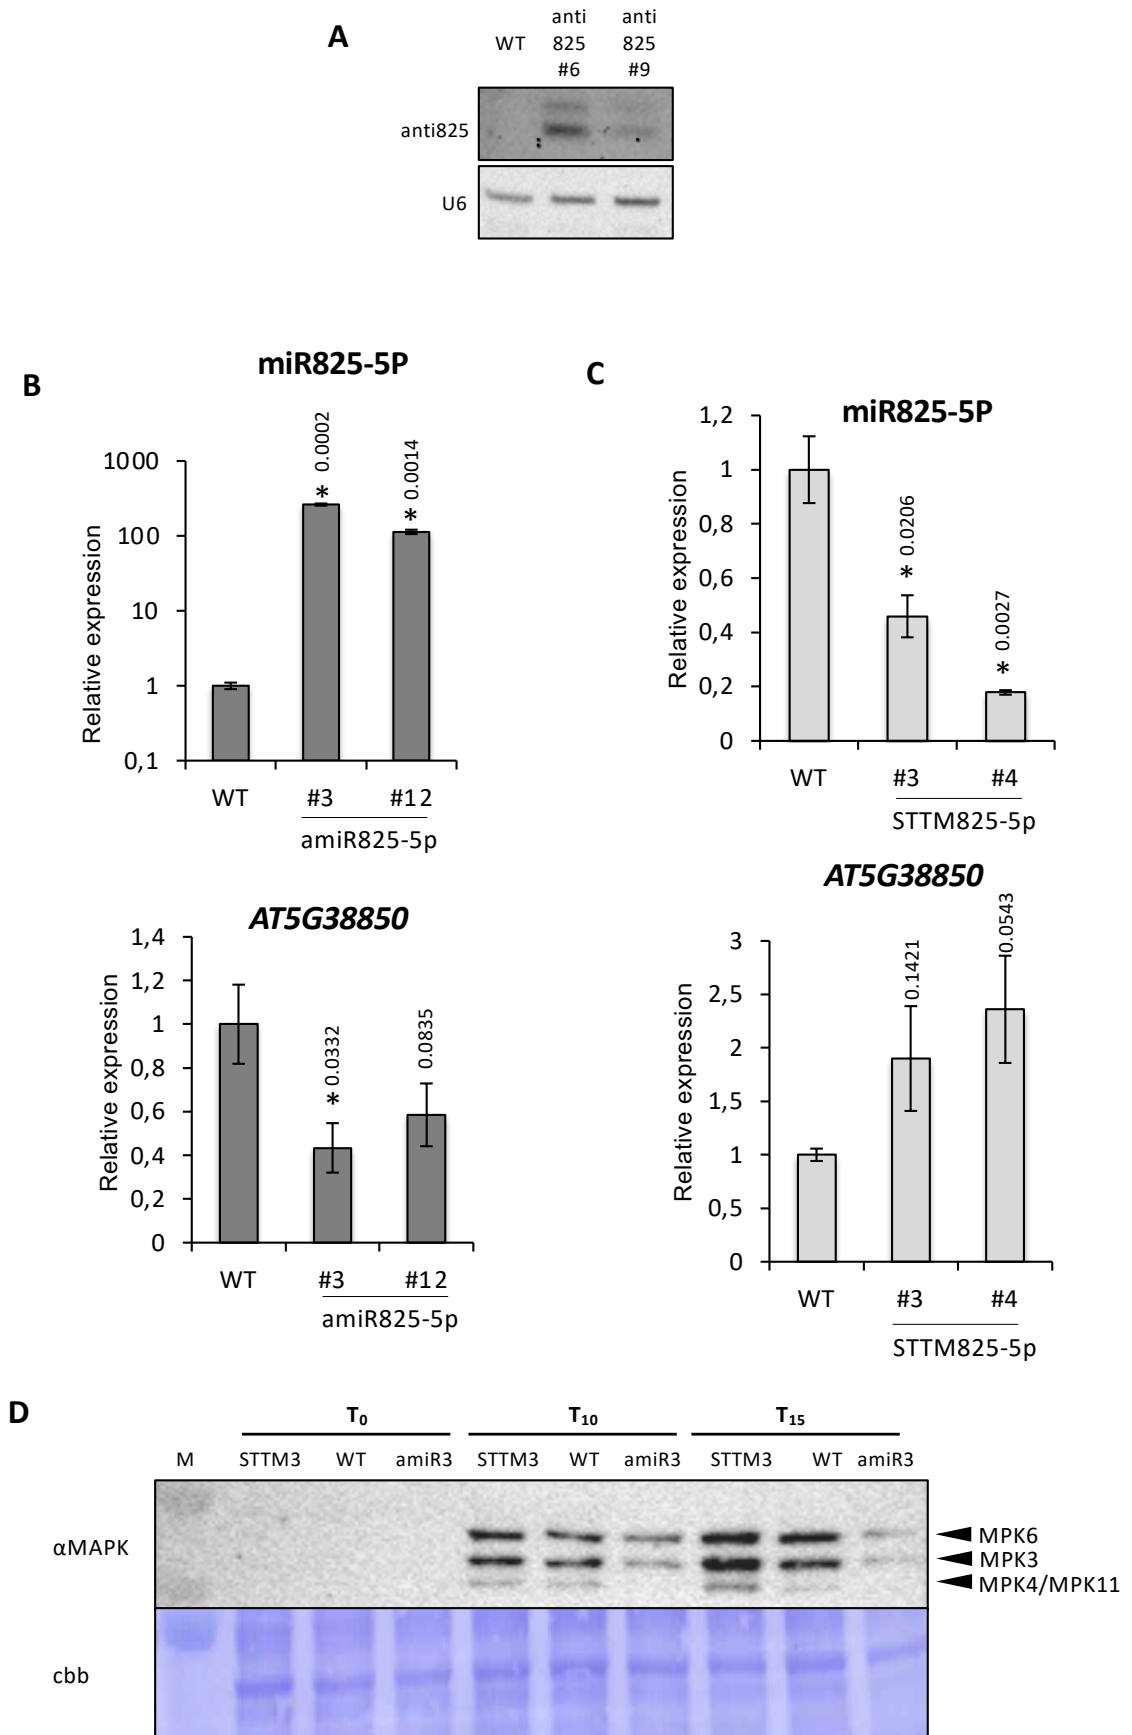 A
WT
anti
825
#6
anti
825
#9
anti825
U6
B
miR825-5P
Relative expression
1000
100
10
1
0,1
* 0.0002
* 0.0014
WT
#3
#12
amiR825-5p
AT5G38850
Relative expression
1,4
1,2
1
0,8
0,6
0,4
0,2
0
* 0.0332
0.0835
WT
#3
#12
amiR825-5p
C
miR825-5P
Relative expression
1,2
1
0,8
0,6
0,4
0,2
0
* 0.0206
* 0.0027
WT
#3
#4
STTM825-5p
AT5G38850
Relative expression
3
2,5
2
1,5
1
0,5
0
0.1421
0.0543
WT
#3
#4
STTM825-5p
D
T0 T10 T15
M STTM3 WT amiR3 STTM3 WT amiR3 STTM3 WT amiR3
αMAPK
MPK6
MPK3
MPK4/MPK11
cbb